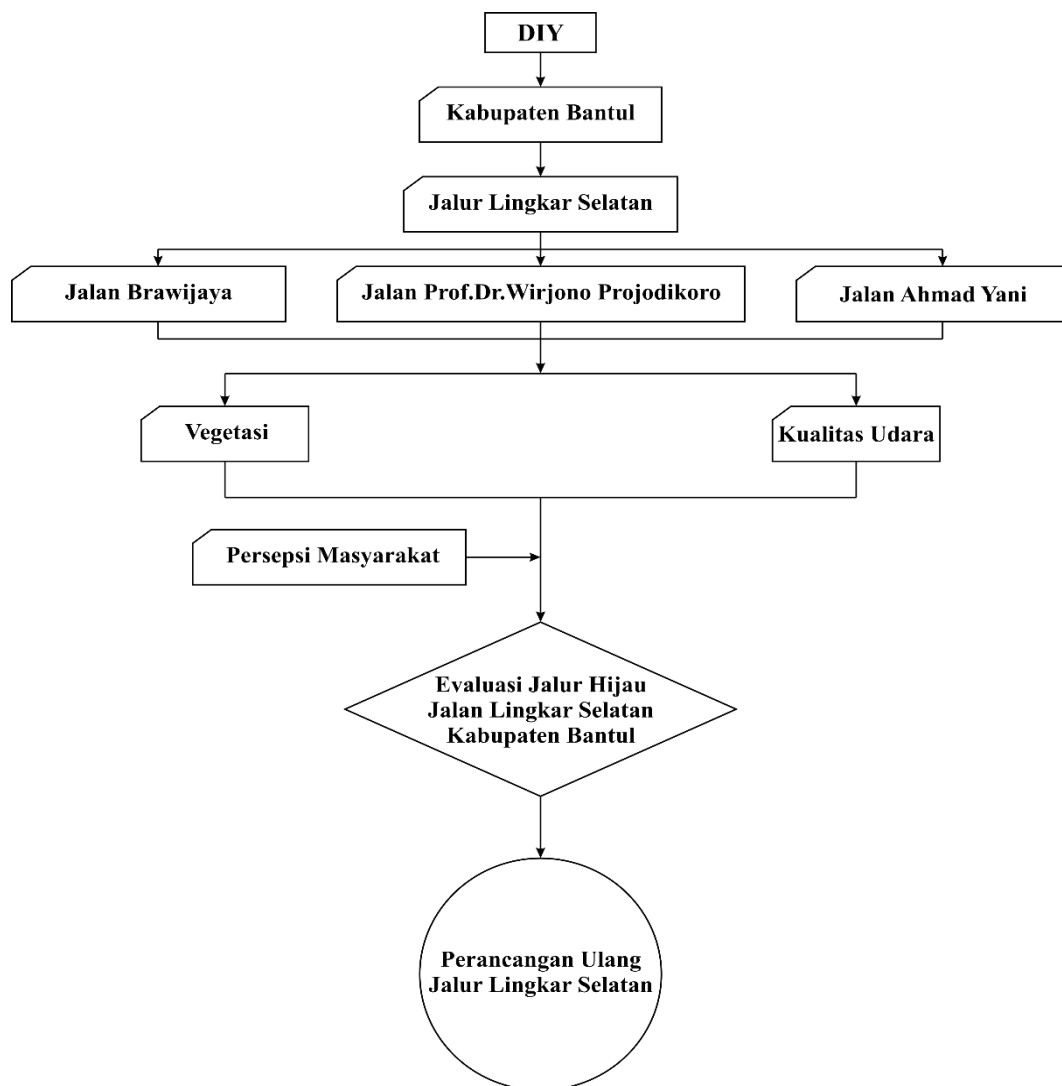 DIY
Kabupaten Bantul
Jalur Lingkar Selatan
Jalan Brawijaya
Jalan Prof.Dr.Wirjono Projodikoro
Jalan Ahmad Yani
Vegetasi
Kualitas Udara
Persepsi Masyarakat
Evaluasi Jalur Hijau
Jalan Lingkar Selatan
Kabupaten Bantul
Perancangan Ulang
Jalur Lingkar Selatan